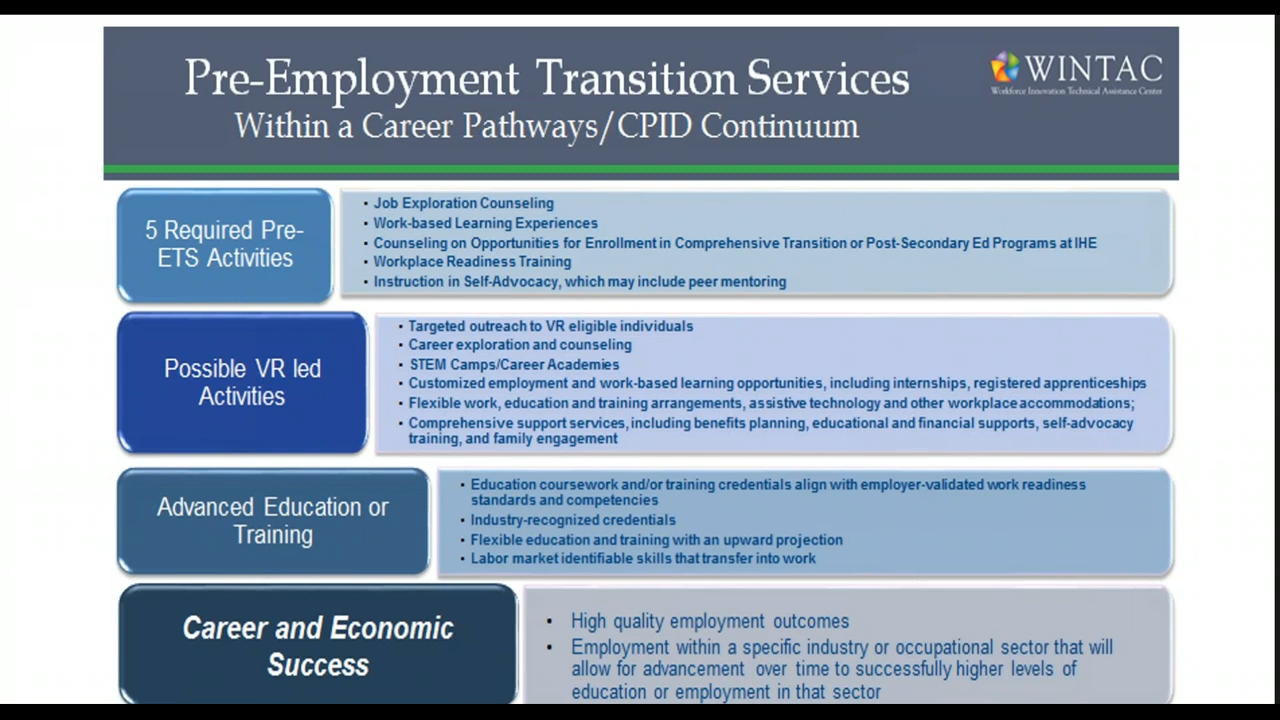 Pre-Employment Transition Services
Within a Career Pathways/CPID Continuum
WINTAC
Workforce Innovation Technical Assistance Center
5 Required Pre-
ETS Activities
• Job Exploration Counseling
• Work-based Learning Experiences
• Counseling on Opportunities for Enrollment in Comprehensive Transition or Post-Secondary Ed Programs at IHE
• Workplace Readiness Training
• Instruction in Self-Advocacy, which may include peer mentoring
Possible VR led
Activities
• Targeted outreach to VR eligible individuals
• Career exploration and counseling
• STEM Camps/Career Academies
• Customized employment and work-based learning opportunities, including internships, registered apprenticeships
• Flexible work, education and training arrangements, assistive technology and other workplace accommodations;
• Comprehensive support services, including benefits planning, educational and financial supports, self-advocacy
training, and family engagement
Advanced Education or
Training
• Education coursework and/or training credentials align with employer-validated work readiness
standards and competencies
• Industry-recognized credentials
• Flexible education and training with an upward projection
• Labor market identifiable skills that transfer into work
Career and Economic
Success
• High quality employment outcomes
• Employment within a specific industry or occupational sector that will
allow for advancement over time to successfully higher levels of
education or employment in that sector